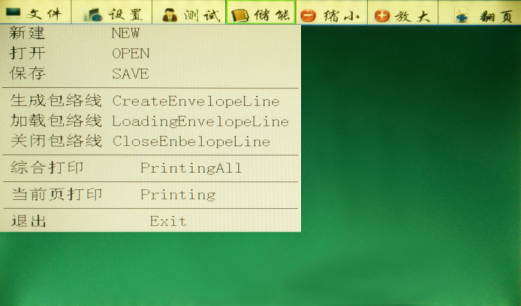 文件 设置 测试 储能 缩小 放大 翻页
新建 NEW
打开 OPEN
保存 SAVE
生成包络线 CreateEnvelopeLine
加载包络线 LoadingEnvelopeLine
关闭包络线 CloseEnbelopeLine
综合打印 PrintingAll
当前页打印 Printing
退出 Exit